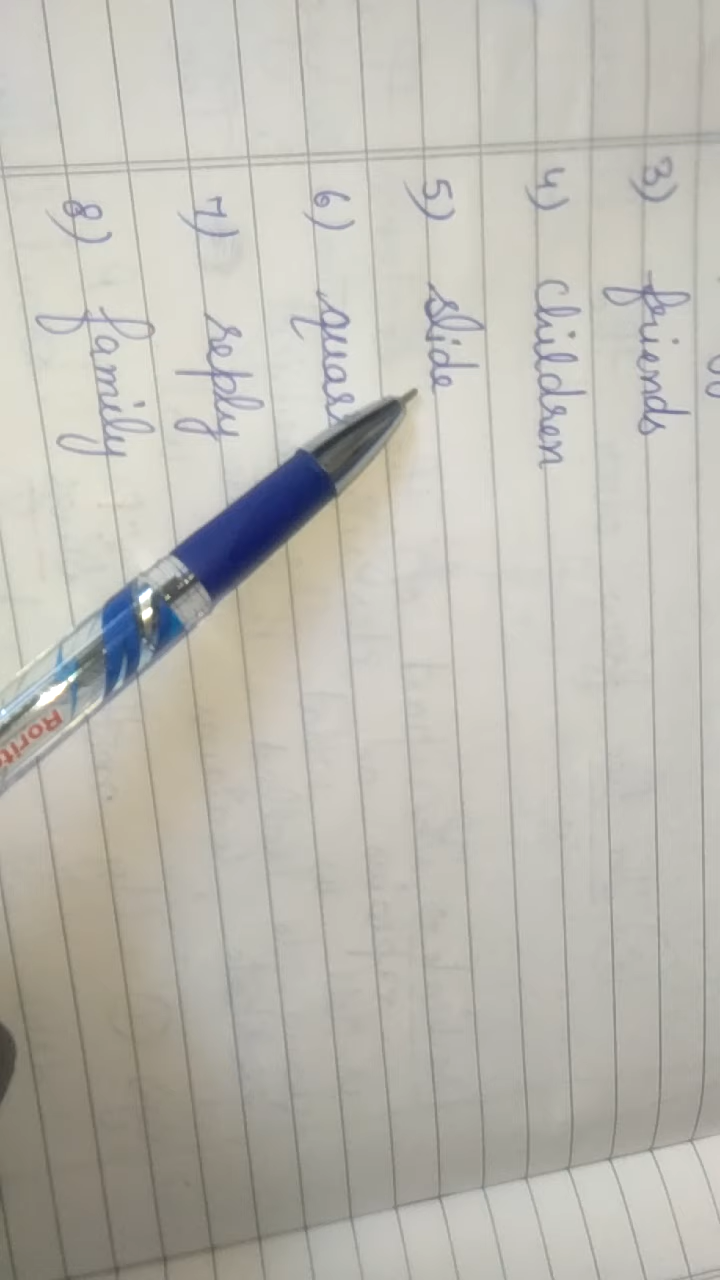 3) friends
4) children
5) slide
6)
7) reply
8) family